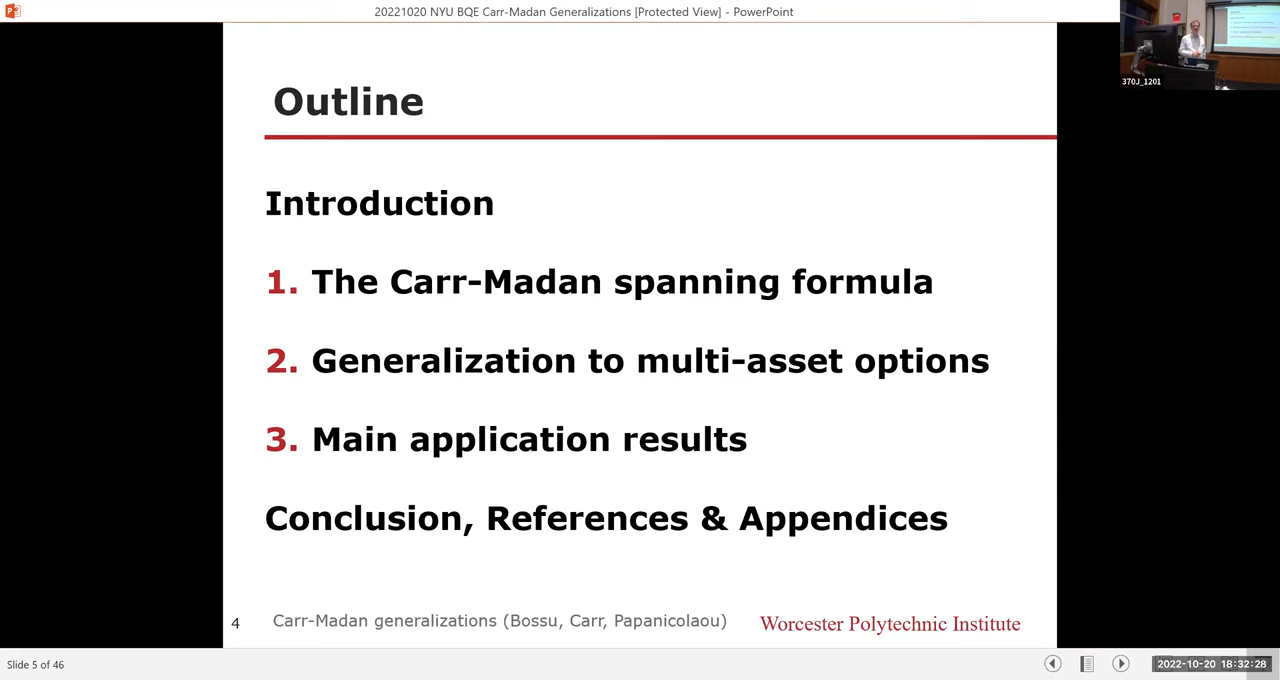 20221020 NYU BQE Carr-Madan Generalizations [Protected View] - PowerPoint
370J_1201
Outline
Introduction
1. The Carr-Madan spanning formula
2. Generalization to multi-asset options
3. Main application results
Conclusion, References & Appendices
4 Carr-Madan generalizations (Bossu, Carr, Papanicolaou) Worcester Polytechnic Institute
Slide 5 of 46
2022-10-20 18:32:28